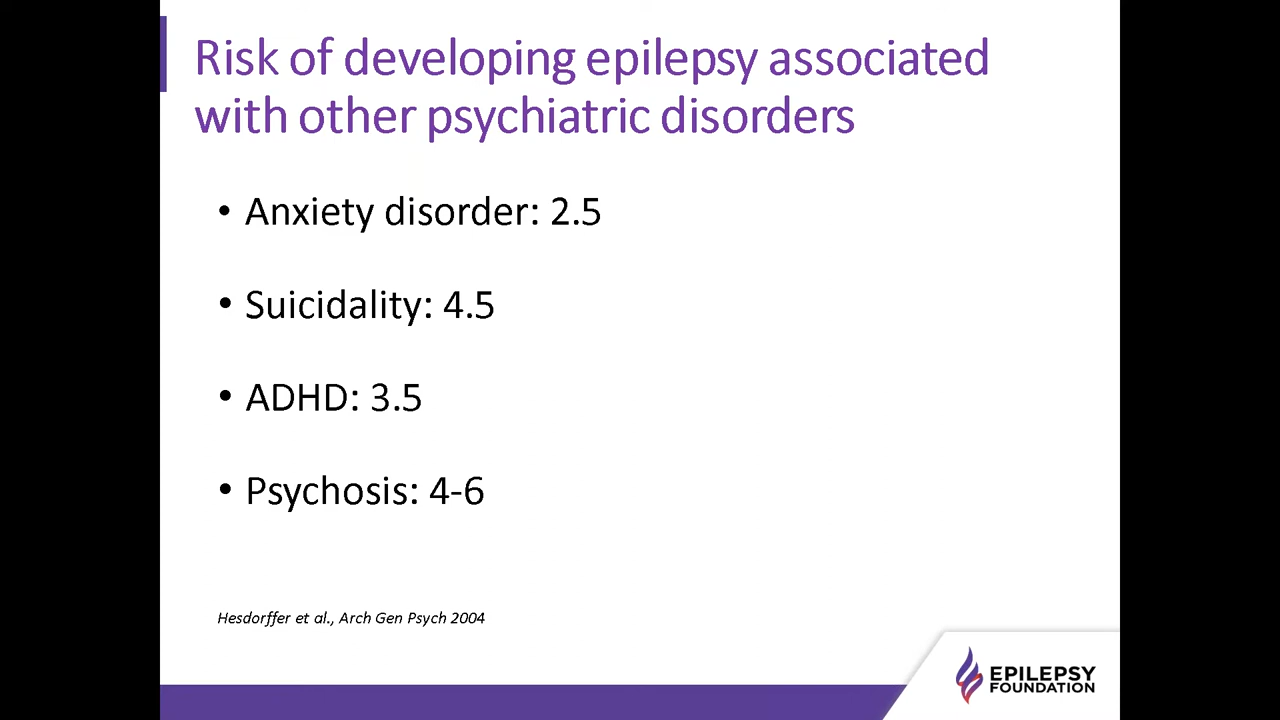 Risk of developing epilepsy associated
with other psychiatric disorders
• Anxiety disorder: 2.5
• Suicidality: 4.5
• ADHD: 3.5
• Psychosis: 4-6
Hesdorffer et al., Arch Gen Psych 2004
EPILEPSY
FOUNDATION